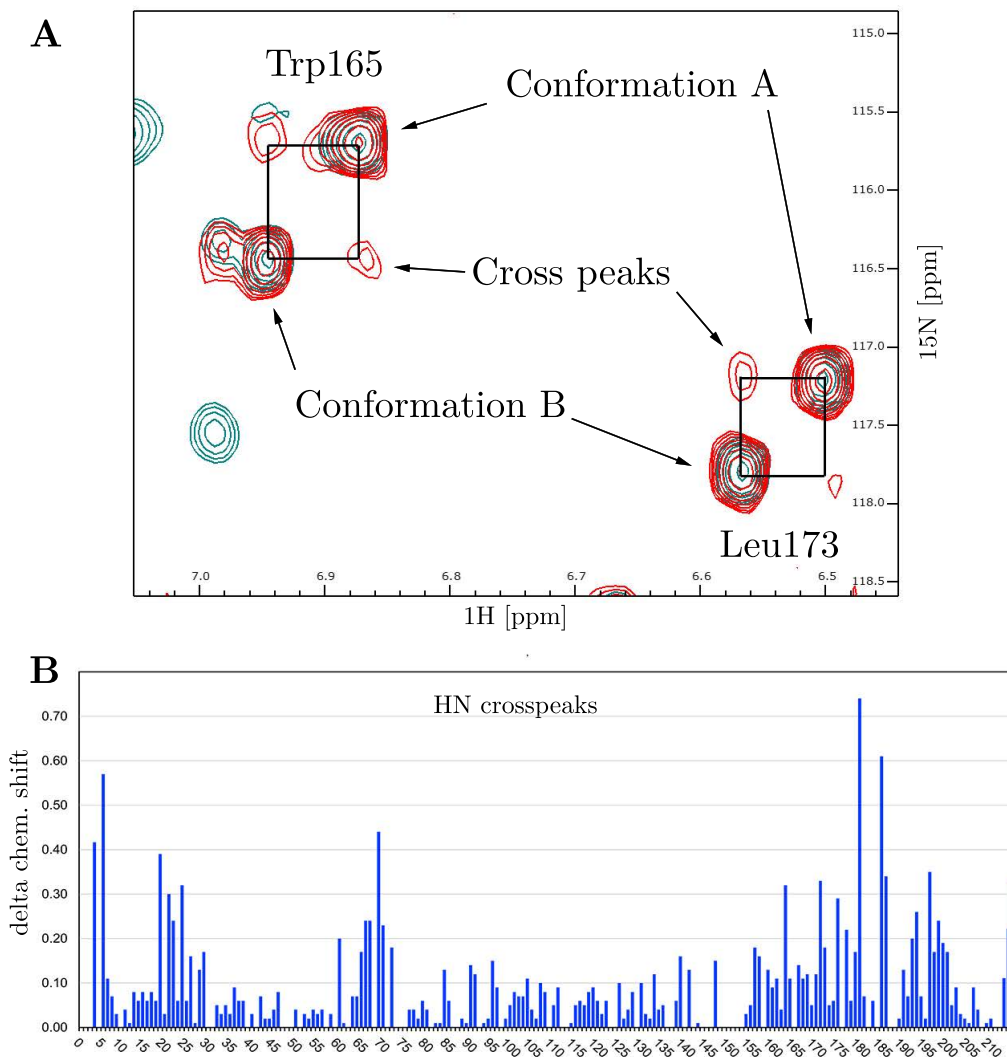 A
Trp165
Conformation A
Cross peaks
Conformation B
Leu173
115.0
115.5
116.0
116.5
117.0
117.5
118.0
118.5
15N [ppm]
7.0 6.9 6.8 6.7 6.6 6.5
1H [ppm]
B
HN crosspeaks
delta chem. shift
0.70
0.60
0.50
0.40
0.30
0.20
0.10
0.00
0 5 10 15 20 25 30 35 40 45 50 55 60 65 70 75 80 85 90 95 100 105 110 115 120 125 130 135 140 145 150 155 160 165 170 175 180 185 190 195 200 205 210